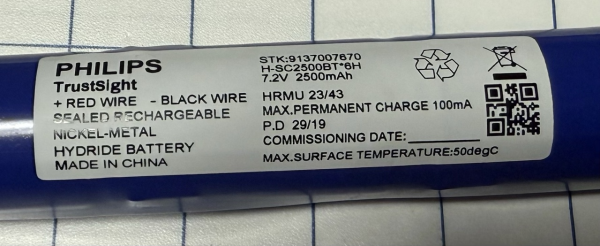 PHILIPS
TrustSight
+ RED WIRE - BLACK WIRE
SEALED RECHARGEABLE
NICKEL-METAL
HYDRIDE BATTERY
MADE IN CHINA
STK:9137007670
H-SC2500BT*6H
7.2V 2500mAh
HRMU 23/43
MAX.PERMANENT CHARGE 100mA
P.D 29/19
COMMISSIONING DATE:________
MAX.SURFACE TEMPERATURE:50degC